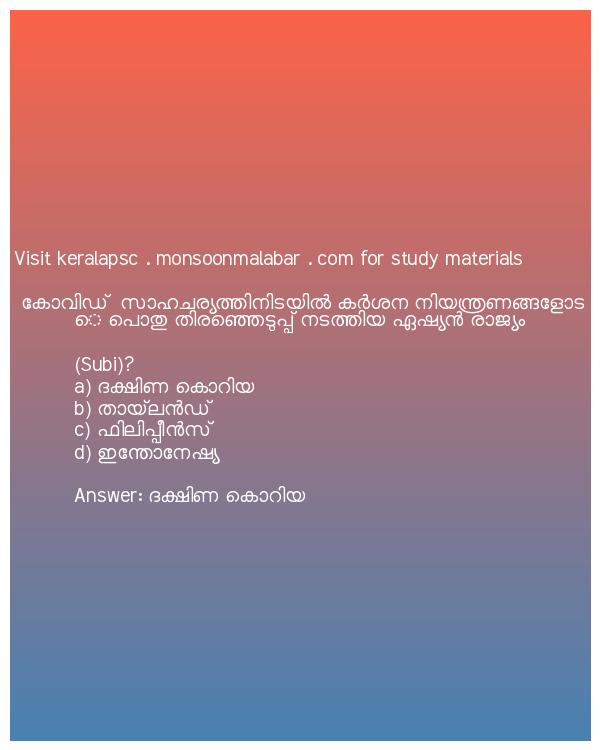 Visit keralapsc . monsoonmalabar . com for study materials
കോവിഡ് സാഹചര്യത്തിനിടയിൽ കർശന നിയന്ത്രണങ്ങളോട
െ പൊതു തിരഞ്ഞെടുപ്പ് നടത്തിയ ഏഷ്യൻ രാജ്യം
(Subi)?
a) ദക്ഷിണ കൊറിയ
b) തായ്ലൻഡ്
c) ഫിലിപ്പീൻസ്
d) ഇന്തോനേഷ്യ
Answer: ദക്ഷിണ കൊറിയ